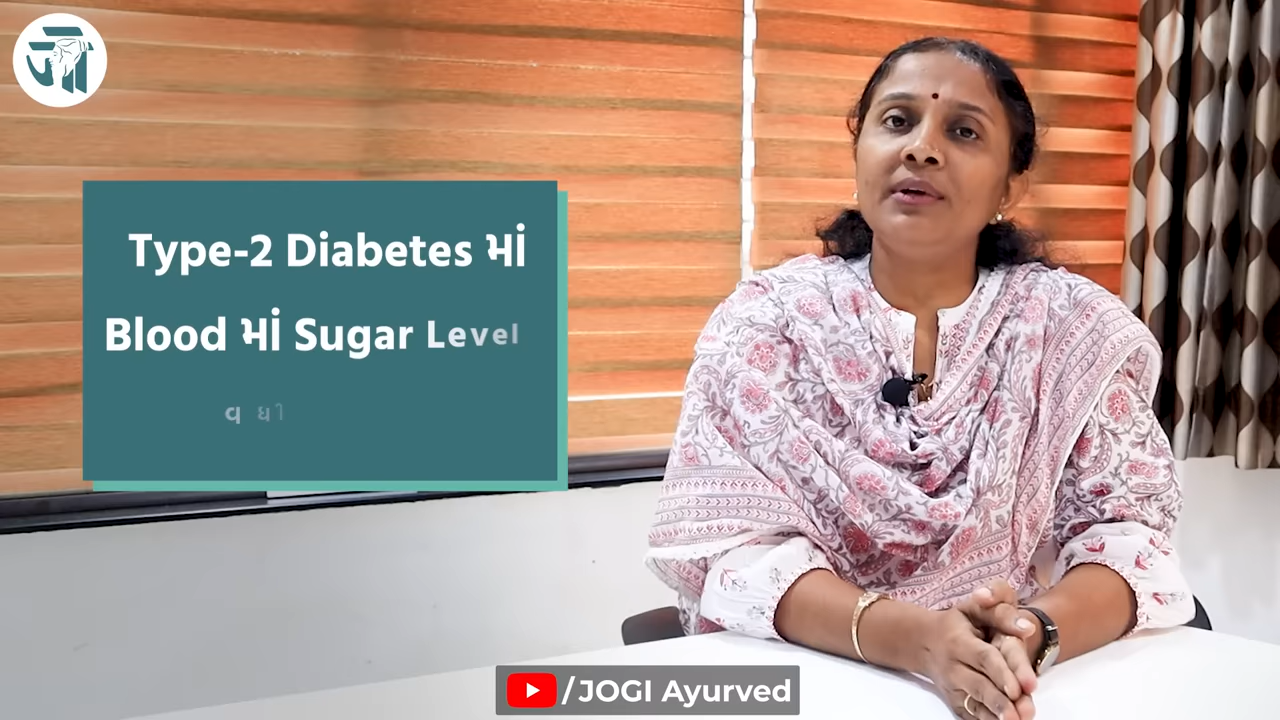 Type-2 Diabetes માં
Blood માં Sugar Level
/JOGI Ayurved